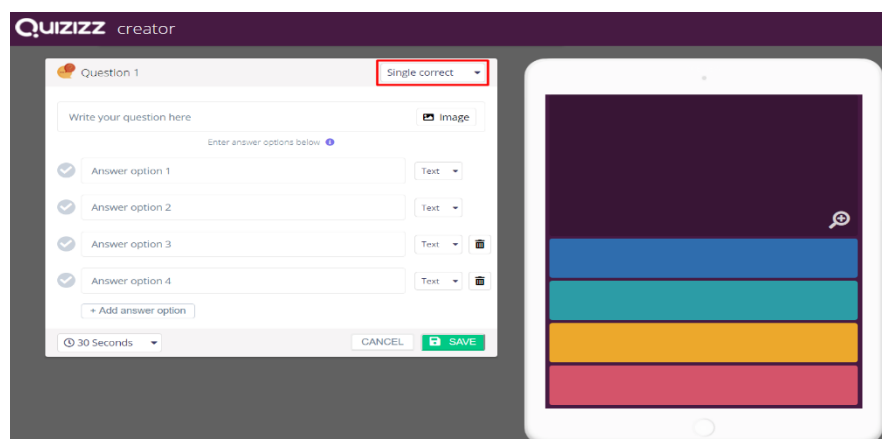 QUIZIZZ creator
Question 1
Single correct
Write your question here
Image
Enter answer options below
Answer option 1
Text
Answer option 2
Text
Answer option 3
Text
Answer option 4
Text
+ Add answer option
30 Seconds
CANCEL
SAVE